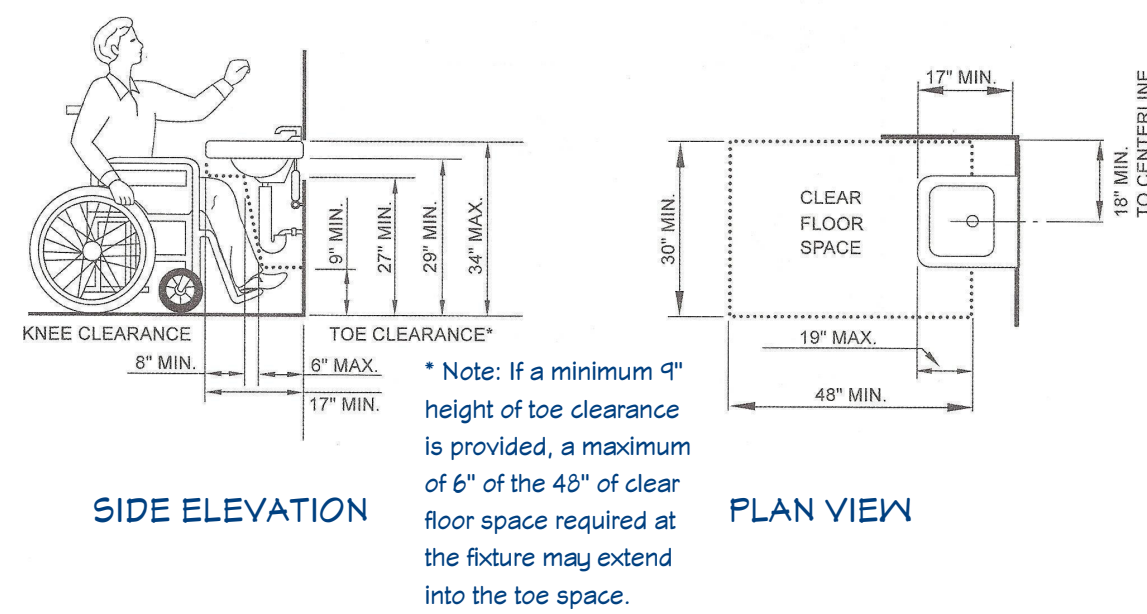 9" MIN.
27" MIN.
29" MIN.
34" MAX.
KNEE CLEARANCE
TOE CLEARANCE*
8" MIN.
6" MAX.
17" MIN.
SIDE ELEVATION
* Note: If a minimum 9"
height of toe clearance
is provided, a maximum
of 6" of the 48" of clear
floor space required at
the fixture may extend
into the toe space.
17" MIN.
18" MIN.
TO CENTERLINE
30" MIN.
CLEAR
FLOOR
SPACE
19" MAX.
48" MIN.
PLAN VIEW